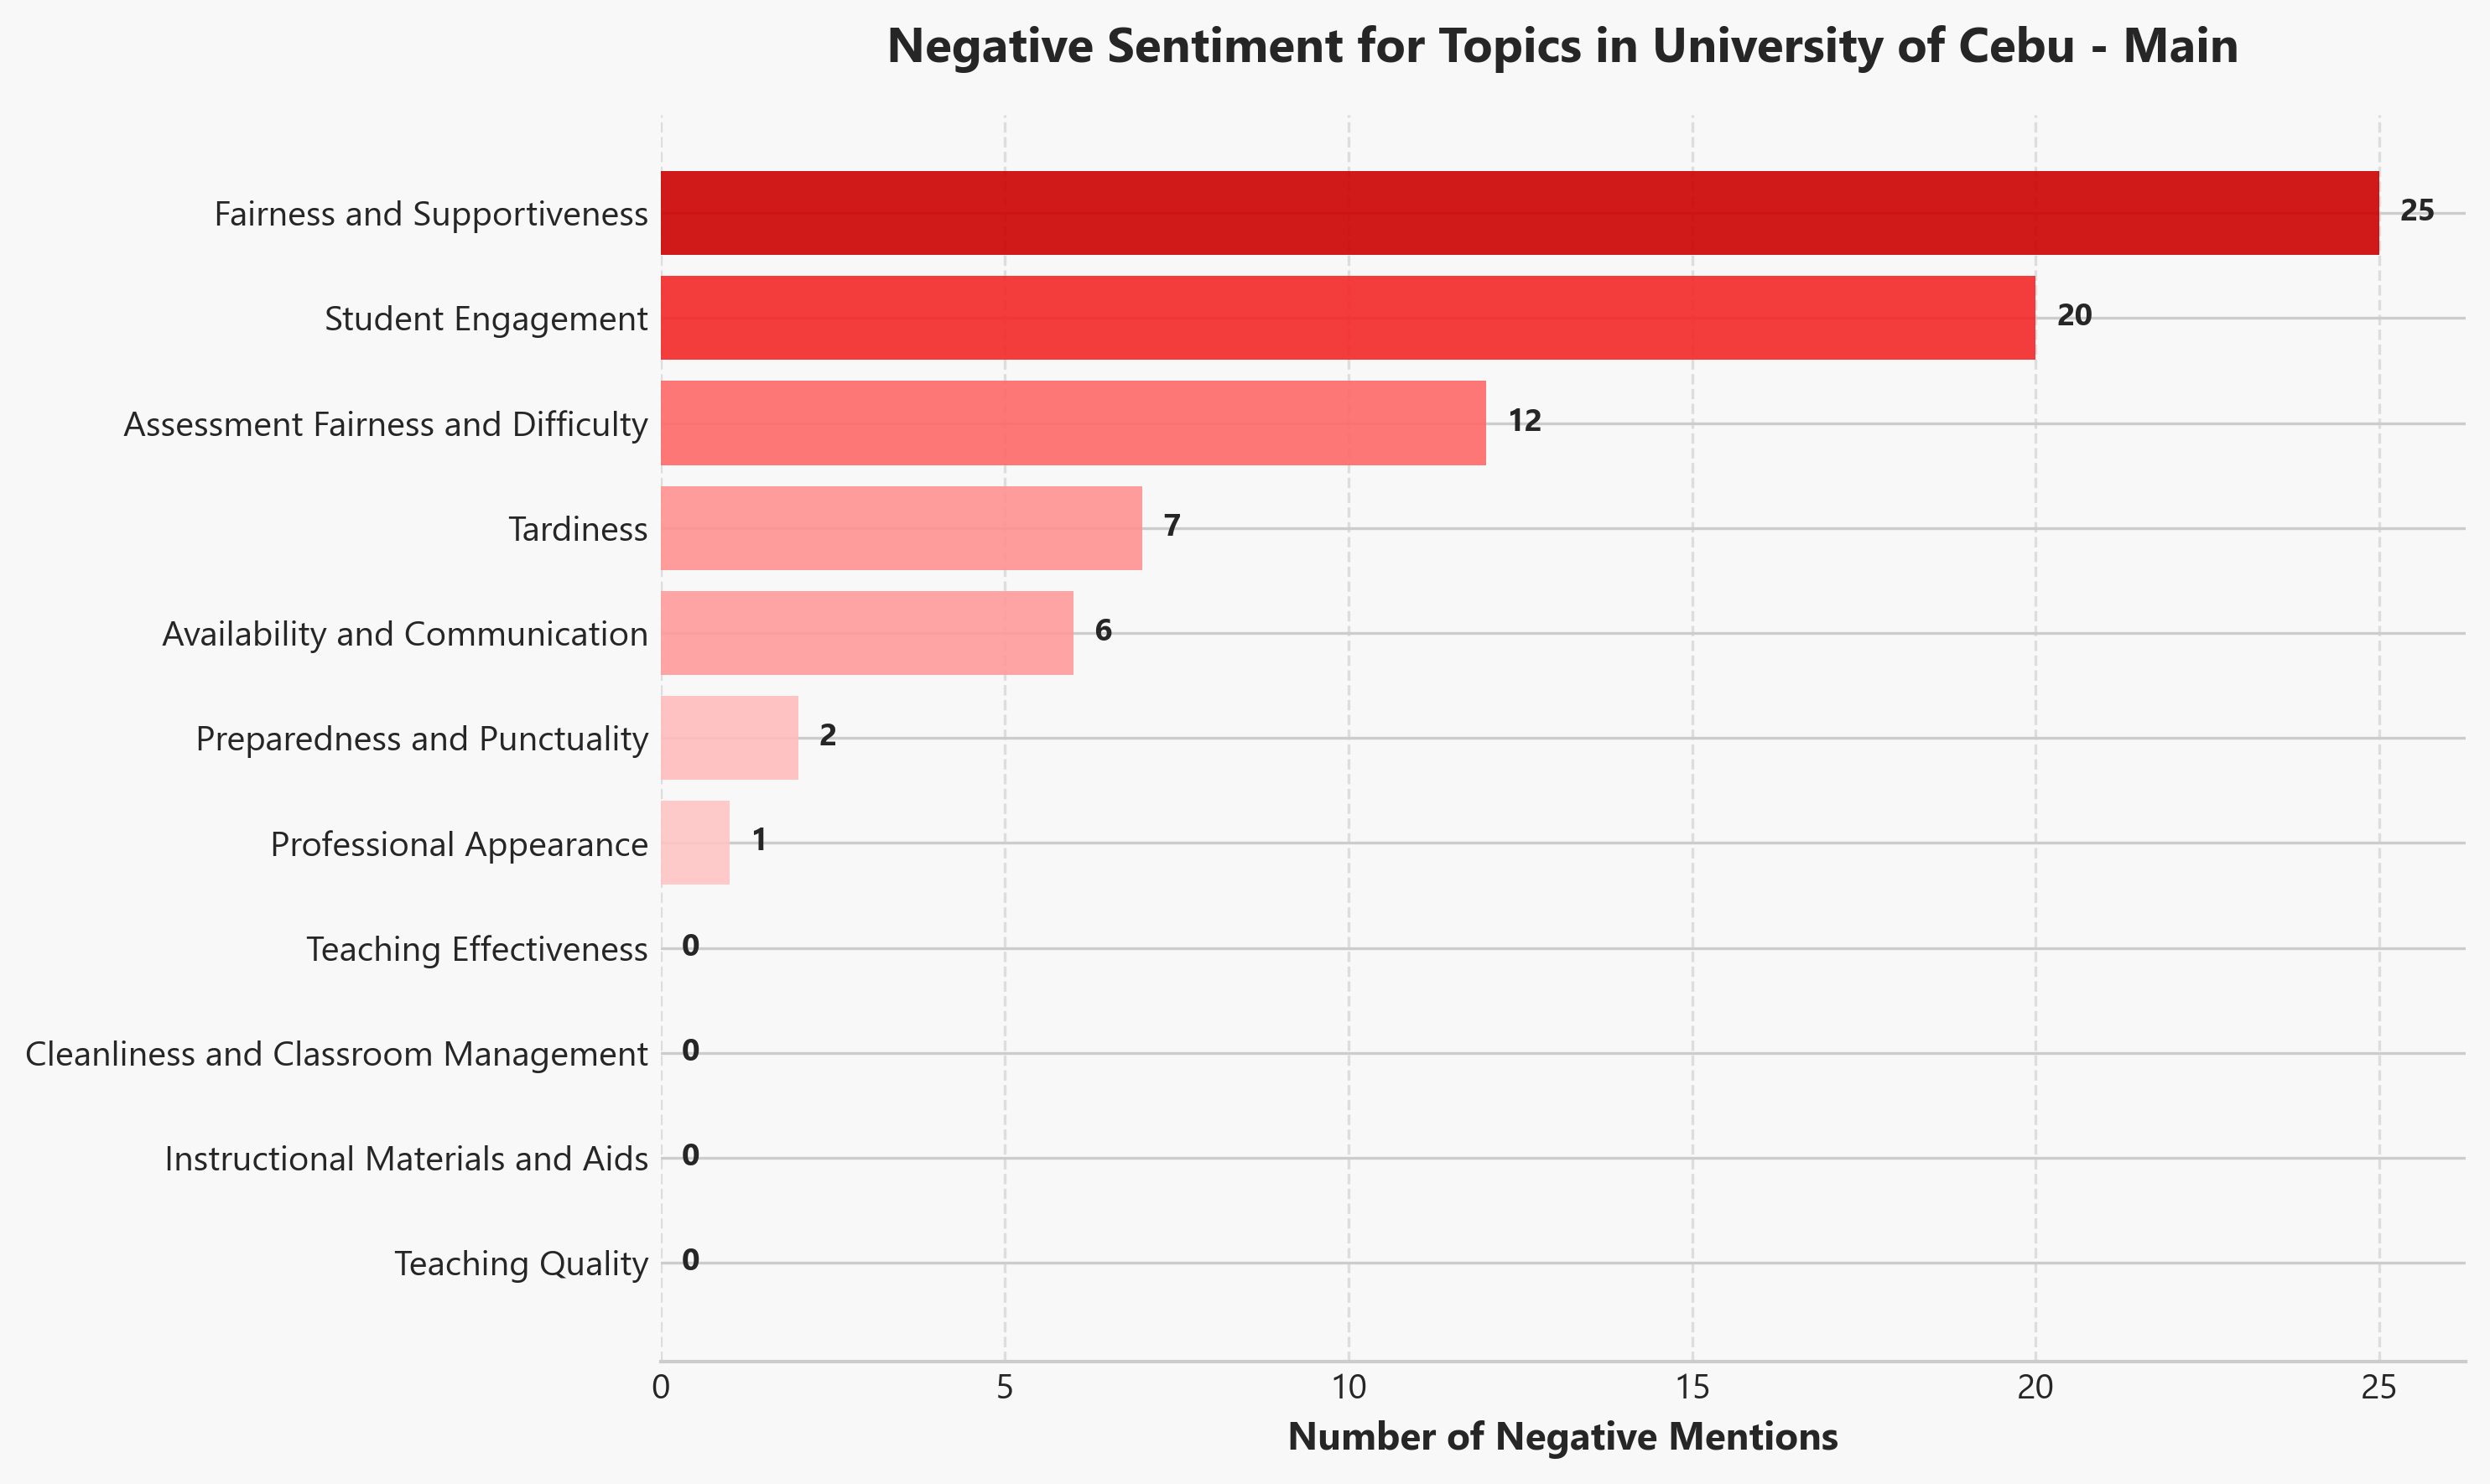 Negative Sentiment for Topics in University of Cebu - Main
Fairness and Supportiveness 25
Student Engagement 20
Assessment Fairness and Difficulty 12
Tardiness 7
Availability and Communication 6
Preparedness and Punctuality 2
Professional Appearance 1
Teaching Effectiveness 0
Cleanliness and Classroom Management 0
Instructional Materials and Aids 0
Teaching Quality 0
0 5 10 15 20 25
Number of Negative Mentions